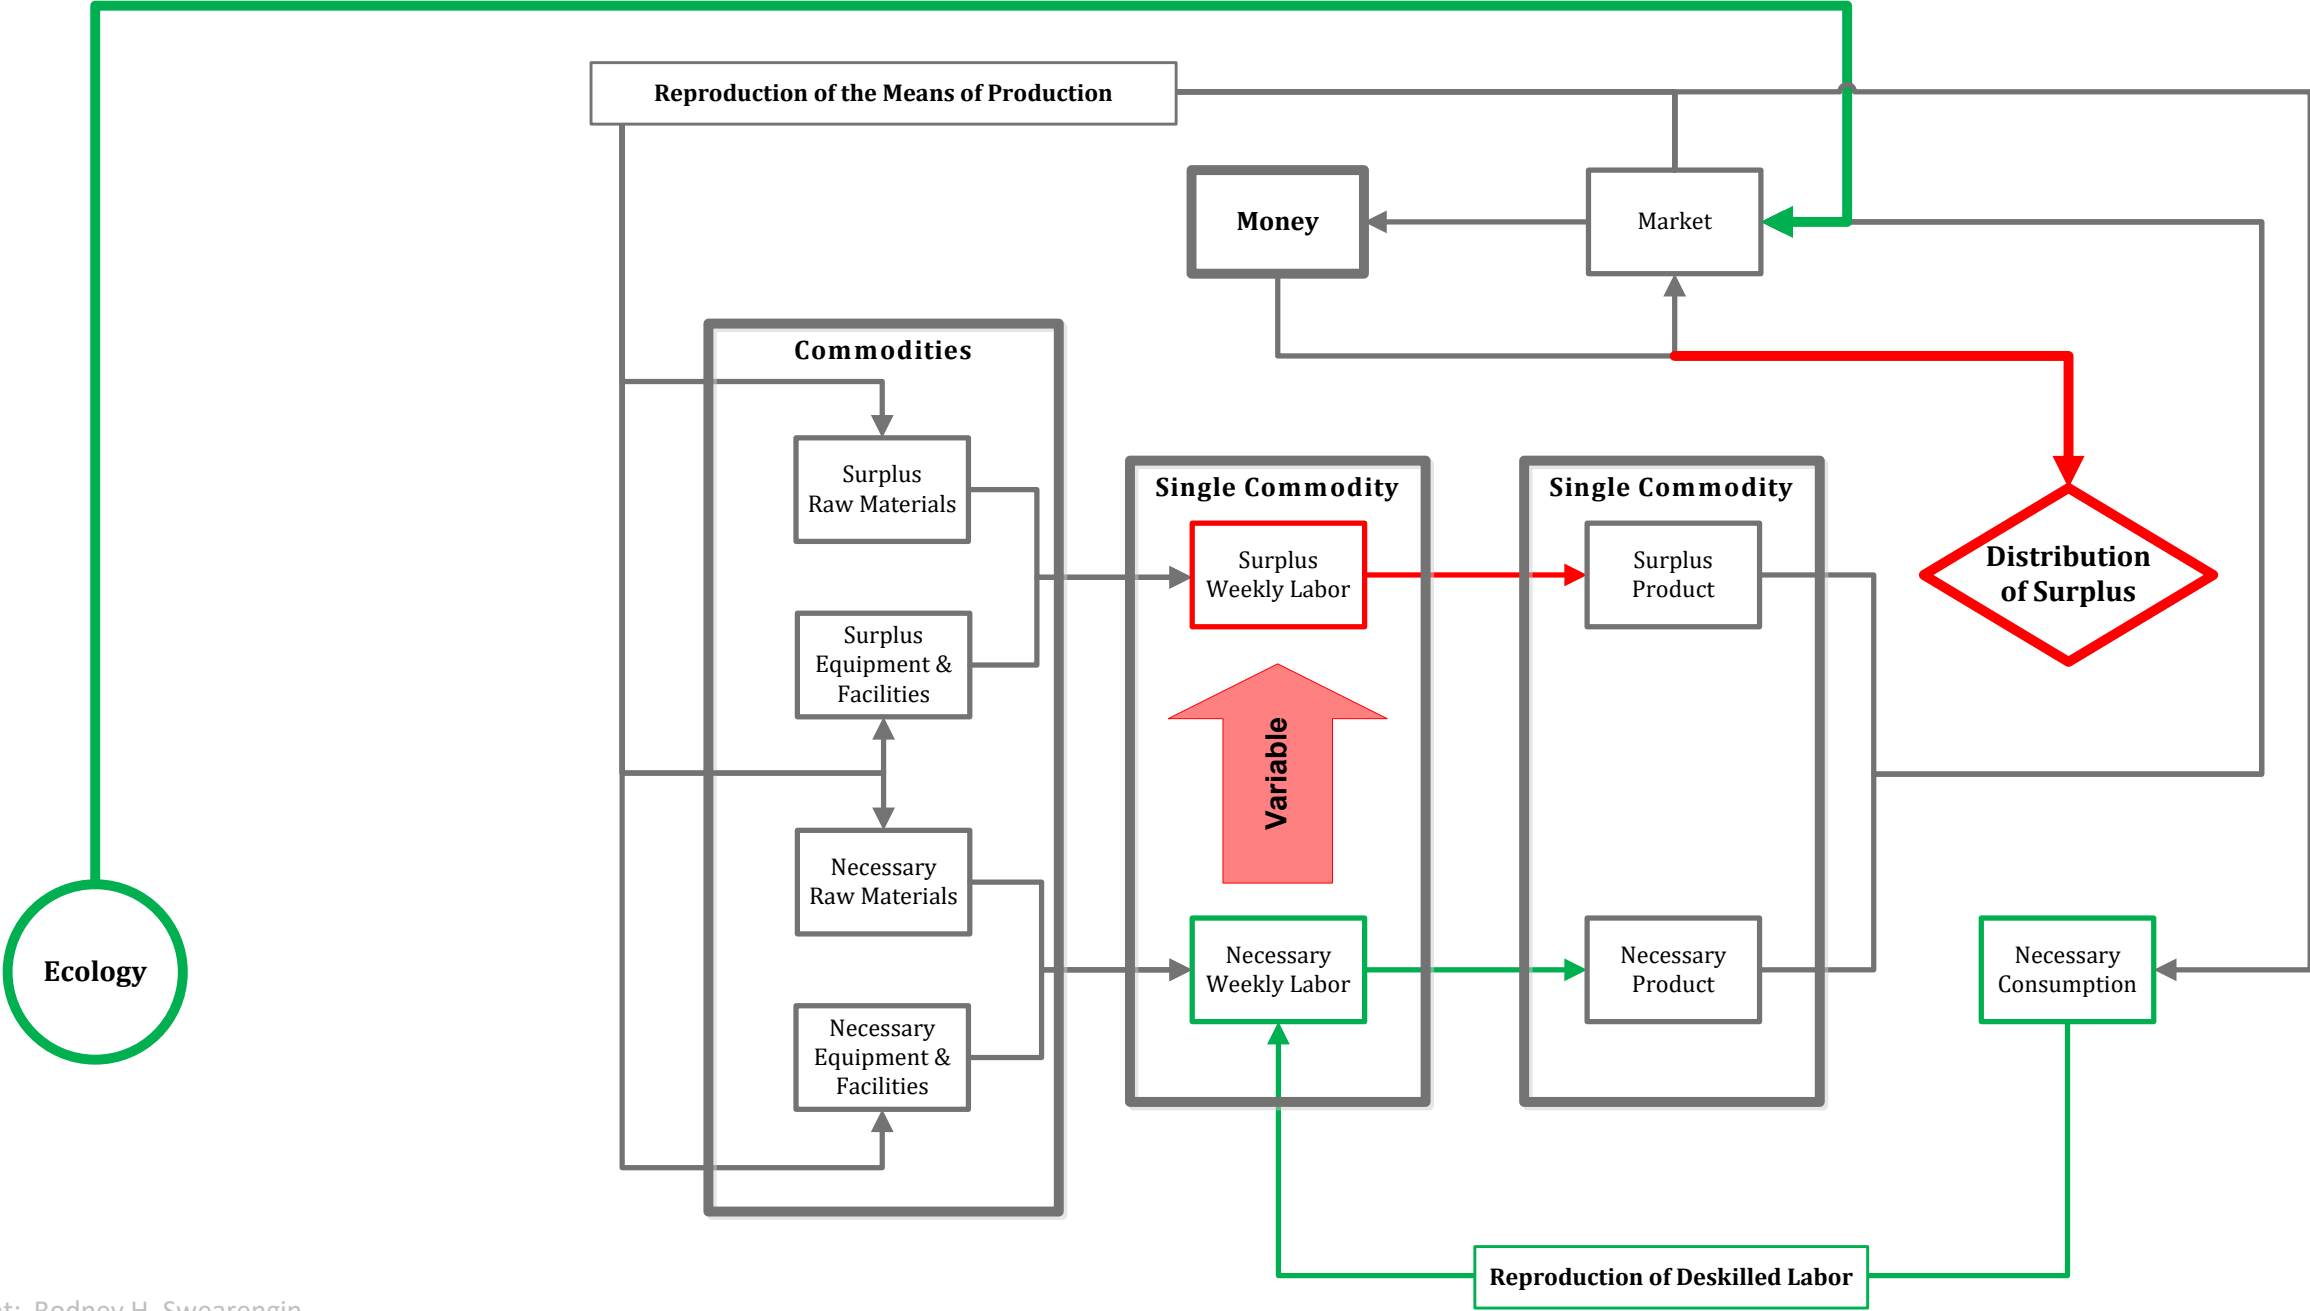 Reproduction of the Means of Production
Money
Market
Commodities
Surplus
Raw Materials
Surplus
Equipment &
Facilities
Necessary
Raw Materials
Necessary
Equipment &
Facilities
Single Commodity
Surplus
Weekly Labor
Variable
Necessary
Weekly Labor
Single Commodity
Surplus
Product
Necessary
Product
Distribution
of Surplus
Necessary
Consumption
Ecology
Reproduction of Deskilled Labor
Rodney H. Swearengin